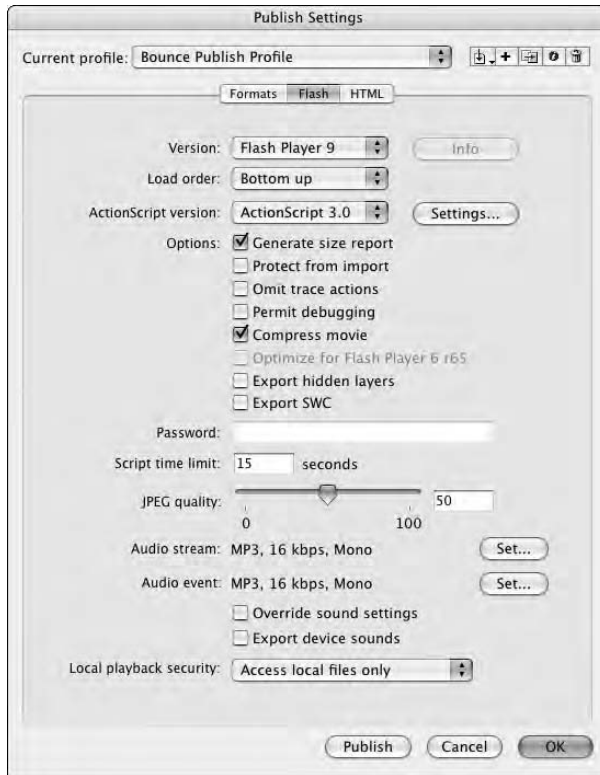 Publish Settings
Current profile: Bounce Publish Profile
Formats Flash HTML
Version: Flash Player 9 Info
Load order: Bottom up
ActionScript version: ActionScript 3.0 Settings...
Options: Generate size report
Protect from import
Omit trace actions
Permit debugging
Compress movie
Optimize for Flash Player 6 r65
Export hidden layers
Export SWC
Password:
Script time limit: 15 seconds
JPEG quality: 50
0 100
Audio stream: MP3, 16 kbps, Mono Set...
Audio event: MP3, 16 kbps, Mono Set...
Override sound settings
Export device sounds
Local playback security: Access local files only
Publish Cancel OK